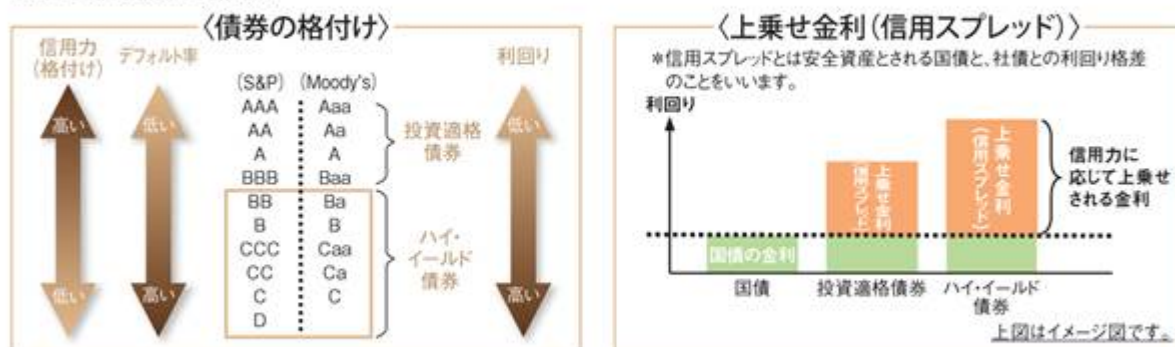 〈債券の格付け〉
信用力
(格付け)
デフォルト率
利回り
(S&P) (Moody's)
高い
低い
低い
AAA Aaa
AA Aa
A A
BBB Baa
投資適格
債券
BB Ba
B B
CCC Caa
CC Ca
C C
D
ハイ・
イールド
債券
低い
高い
高い
〈上乗せ金利(信用スプレッド)〉
*信用スプレッドとは安全資産とされる国債と、社債との利回り格差
のことをいいます。
利回り
上乗せ金利
(信用スプレッド)
上乗せ金利
(信用スプレッド)
信用力に
応じて上乗せ
される金利
国債の金利
国債
投資適格債券
ハイ・イールド
債券
上図はイメージ図です。